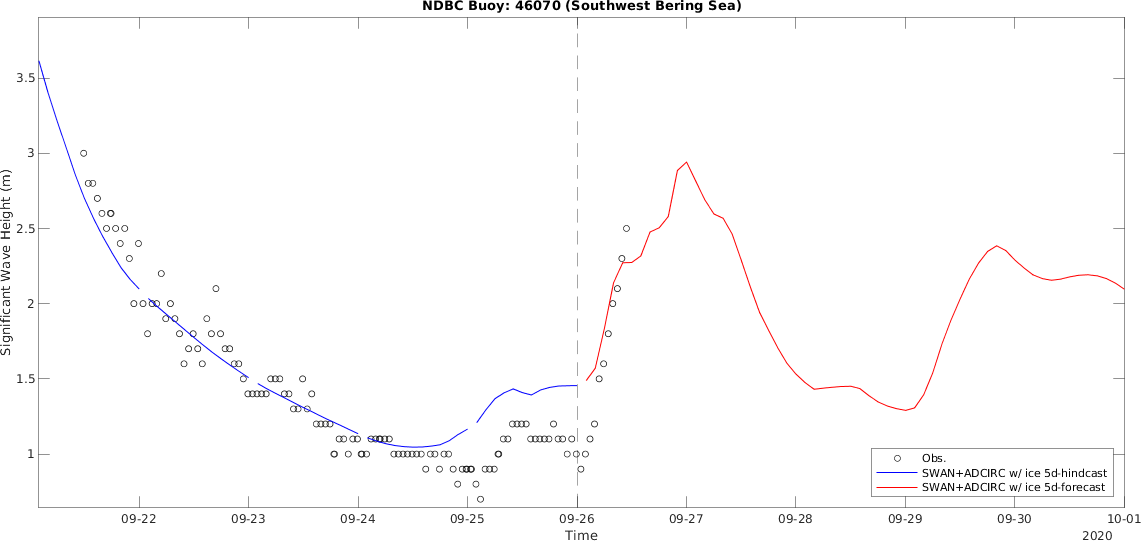 NDBC Buoy: 46070 (Southwest Bering Sea)
Significant Wave Height (m)
3.5
3
2.5
2
1.5
1
Obs.
SWAN+ADCIRC w/ ice 5d-hindcast
SWAN+ADCIRC w/ ice 5d-forecast
09-22 09-23 09-24 09-25 09-26 09-27 09-28 09-29 09-30 10-01
Time
2020